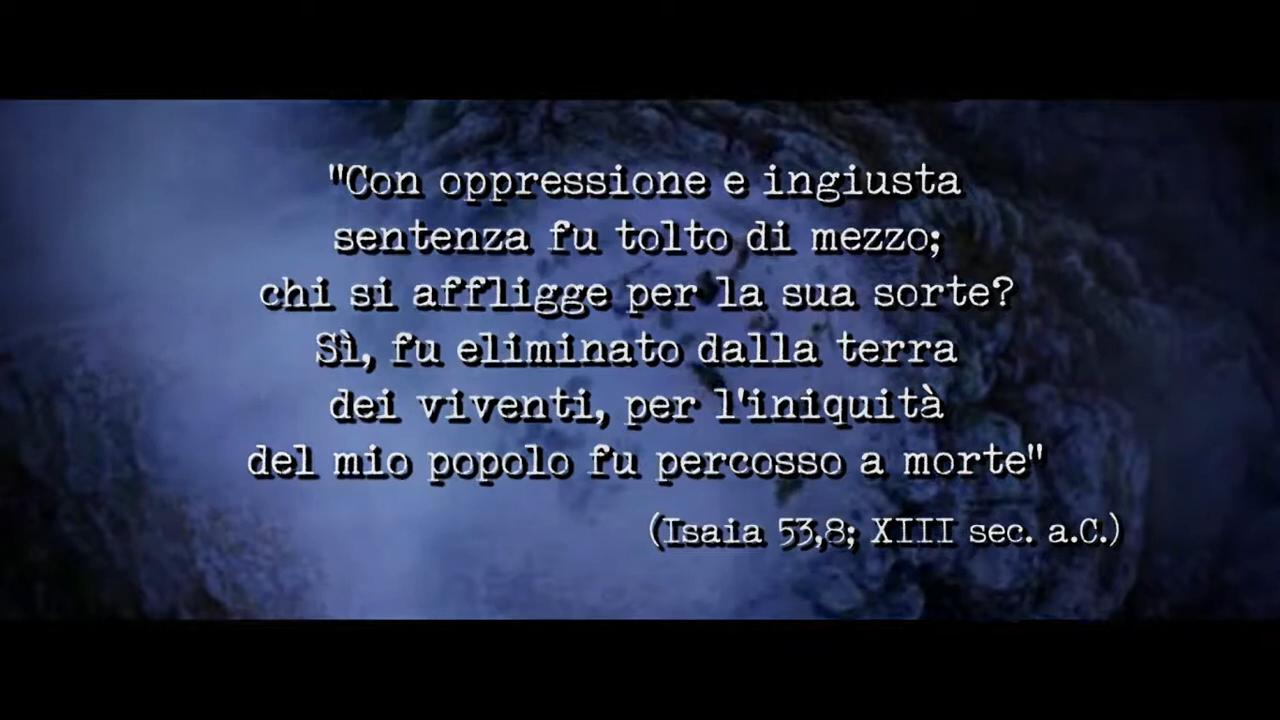 "Con oppressione e ingiusta
sentenza fu tolto di mezzo;
chi si affligge per la sua sorte?
Sì, fu eliminato dalla terra
dei viventi, per l'iniquità
del mio popolo fu percosso a morte"
(Isaia 53,8; XIII sec. a.C.)